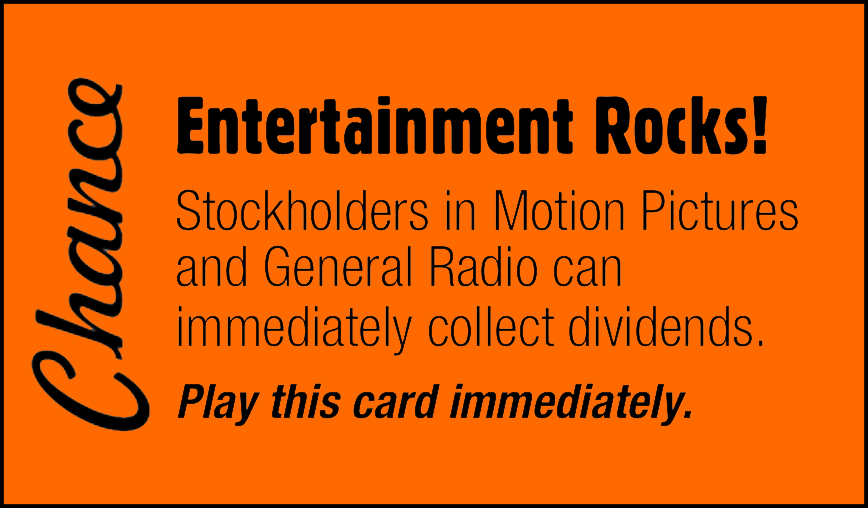 Chance
Entertainment Rocks!
Stockholders in Motion Pictures
and General Radio can
immediately collect dividends.
Play this card immediately.